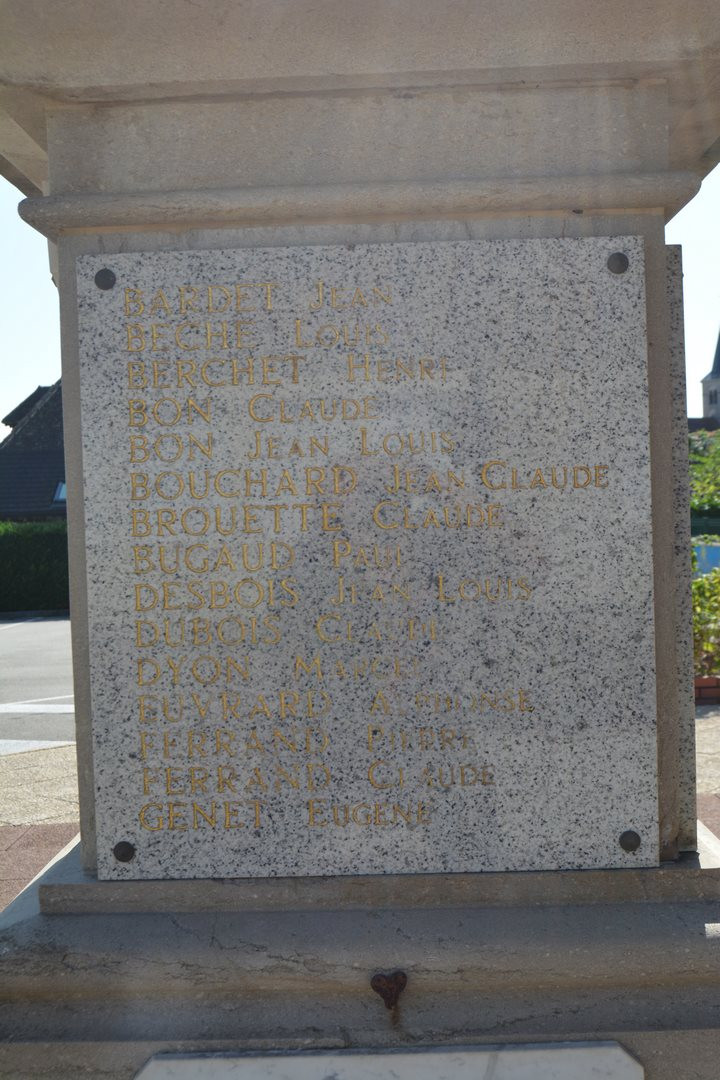 BARDET JEAN
BECHE LOUIS
BERCHET HENRI
BON CLAUDE
BON JEAN LOUIS
BOUCHARD JEAN CLAUDE
BROUETTE CLAUDE
BUGAUD PAUL
DESBOIS JEAN LOUIS
DUBOIS CLAUDE
DYON MARCEL
EUVRARD ALPHONSE
FERRAND PIERRE
FERRAND CLAUDE
GENET EUGENE